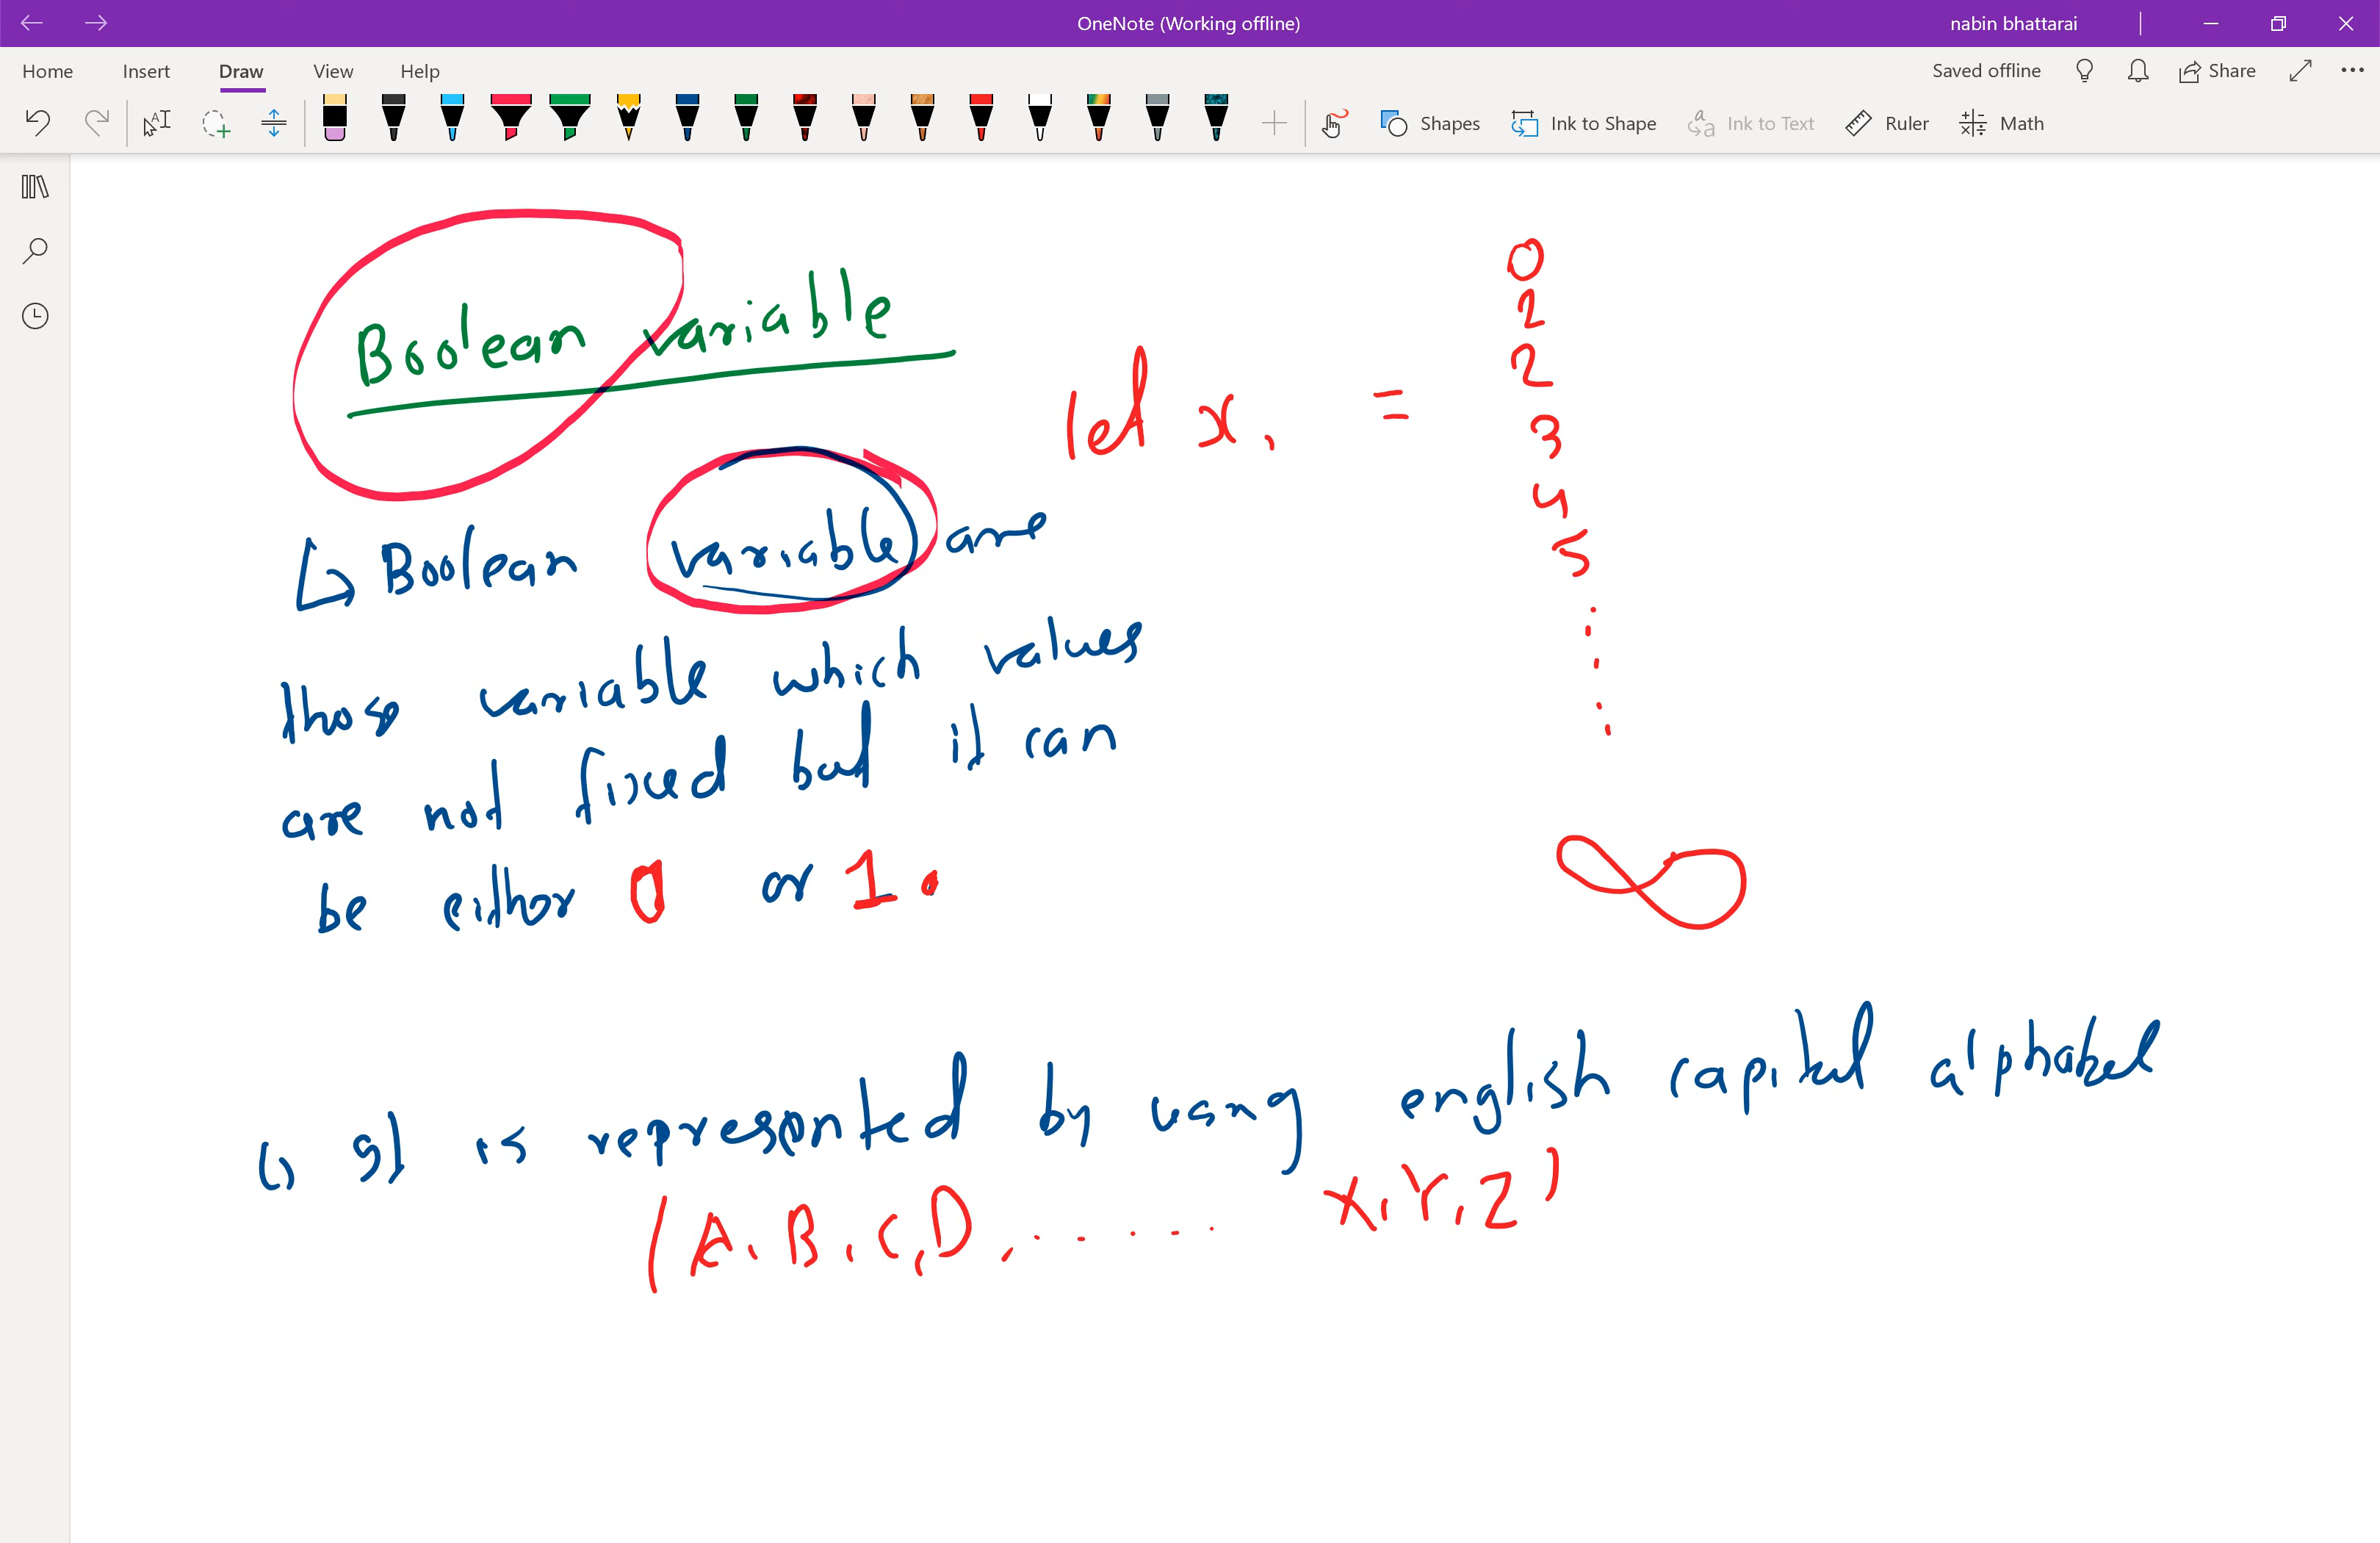 OneNote (Working offline)
nabin bhattarai
Home Insert Draw View Help
Saved offline Share
Shapes Ink to Shape Ink to Text Ruler Math
Boolean variable
let x, =
0
2
2
3
4
5
∞
↳ Boolean variable are
those variable which values
are not fixed but it can
be either 0 or 1.
↳ It is represented by using english capital alphabet
(A, B, C, D, ...... X, Y, Z)